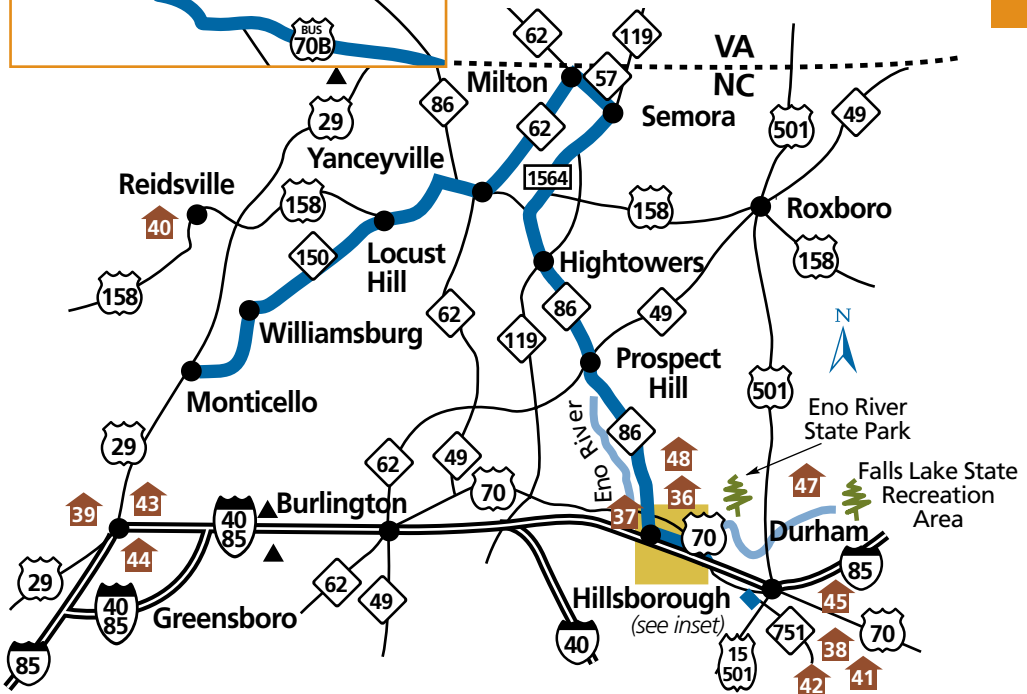 BUS
70B
62
119
VA
NC
Milton
57
Semora
86
29
62
501
49
Yanceyville
1564
Reidsville
40
158
158
Roxboro
158
150
Locust
Hill
Hightowers
158
62
86
49
119
Williamsburg
N
Prospect
Hill
Monticello
501
Eno River
State Park
29
86
Eno River
62
49
48
47
Falls Lake State
Recreation
Area
39
43
40
85
Burlington
70
37
36
70
Durham
44
29
40
85
Greensboro
62
49
Hillsborough
(see inset)
85
45
85
40
15
501
751
38
70
42
41